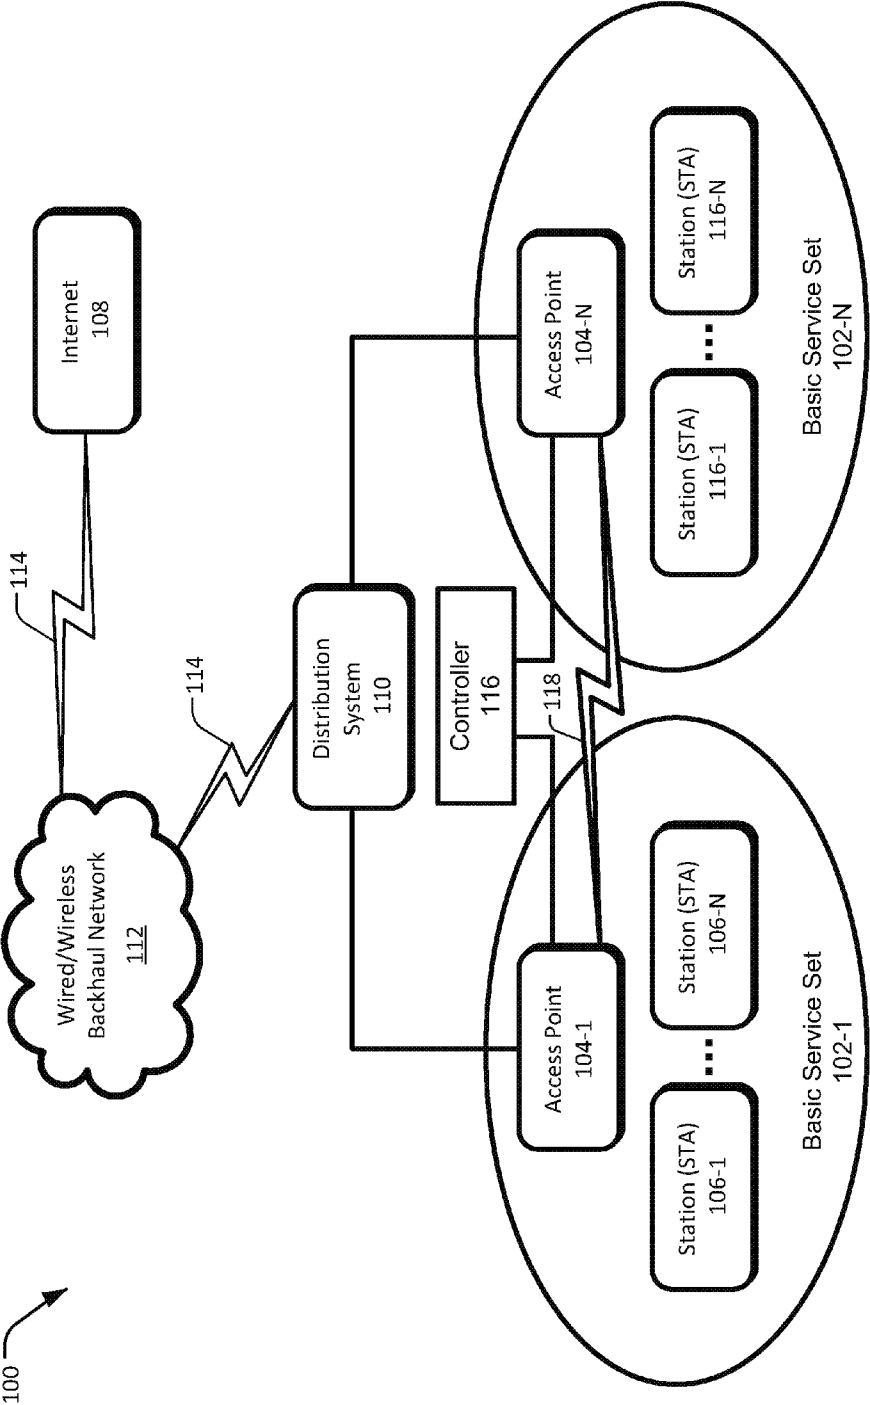 100
Wired/Wireless
Backhaul Network
112
114
Internet
108
114
Distribution
System
110
Controller
116
118
Access Point
104-1
Station (STA)
106-1
...
Station (STA)
106-N
Basic Service Set
102-1
Access Point
104-N
Station (STA)
116-1
...
Station (STA)
116-N
Basic Service Set
102-N